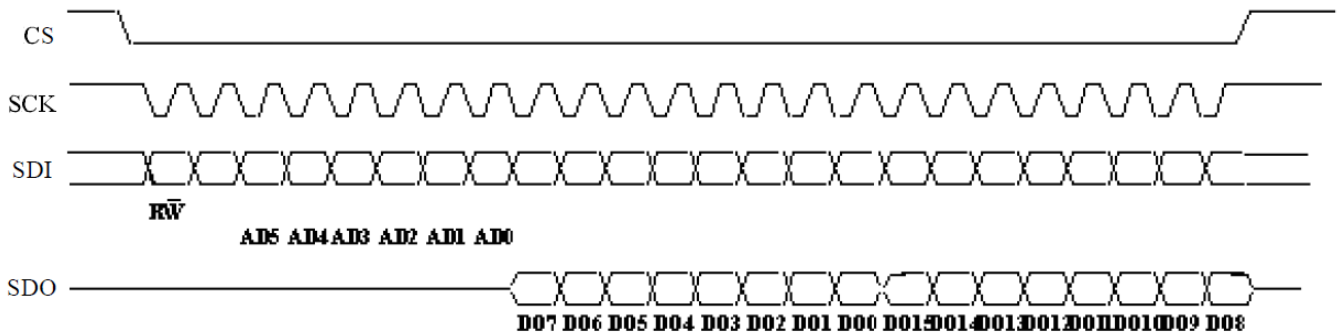 CS
SCK
SDI
RW̅
AD5 AD4 AD3 AD2 AD1 AD0
SDO
D07 D06 D05 D04 D03 D02 D01 D00 D015 D014 D013 D012 D011 D010 D09 D08